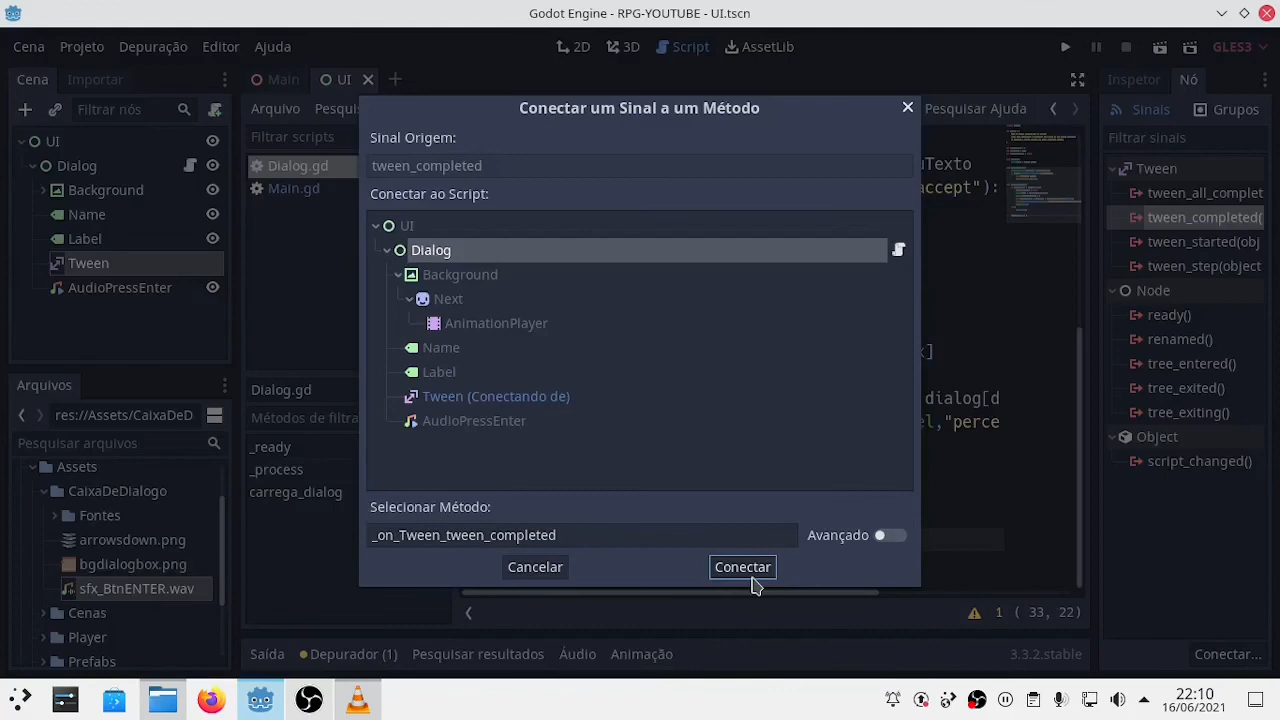 Godot Engine - RPG-YOUTUBE - UI.tscn
Cena Projeto Depuração Editor Ajuda
2D 3D Script AssetLib
GLES3
Cena Importar
Filtrar nós
UI
Dialog
Background
Name
Label
Tween
AudioPressEnter
Arquivos
res://Assets/CaixaDeD
Pesquisar arquivos
Assets
CaixaDeDialogo
Fontes
arrowsdown.png
bgdialogbox.png
sfx_BtnENTER.wav
Cenas
Player
Prefabs
Main UI
Arquivo Pesqui
Pesquisar Ajuda
Filtrar scripts
Dialog.gd
Main.gd
Dialog.gd
Métodos de filtra
_ready
_process
carrega_dialog
uTexto
accept"):
dialog[d
el,"perce
Conectar um Sinal a um Método
Sinal Origem:
tween_completed
Conectar ao Script:
UI
Dialog
Background
Next
AnimationPlayer
Name
Label
Tween (Conectando de)
AudioPressEnter
Selecionar Método:
_on_Tween_tween_completed
Avançado
Cancelar Conectar
1 ( 33, 22)
Saída Depurador (1) Pesquisar resultados Áudio Animação 3.3.2.stable
Inspetor Nó
Sinais Grupos
Filtrar sinais
Tween
tween_all_complet
tween_completed(
tween_started(obj
tween_step(object
Node
ready()
renamed()
tree_entered()
tree_exited()
tree_exiting()
Object
script_changed()
Conectar...
22:10
16/06/2021